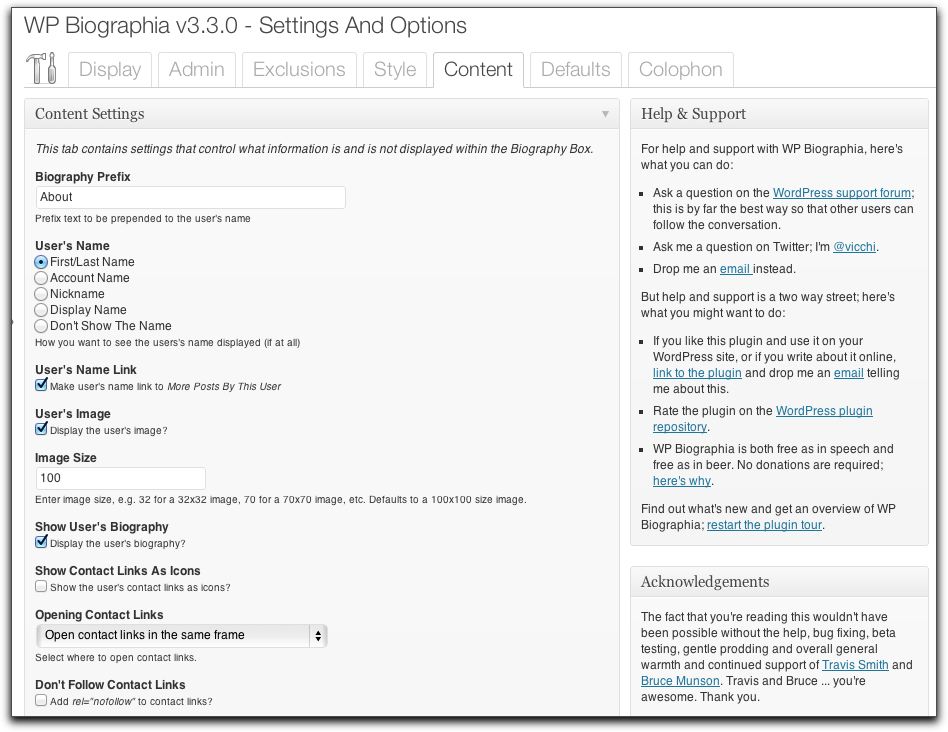 WP Biographia v3.3.0 - Settings And Options
Display Admin Exclusions Style Content Defaults Colophon
Content Settings
This tab contains settings that control what information is and is not displayed within the Biography Box.
Biography Prefix
About
Prefix text to be prepended to the user's name
User's Name
First/Last Name
Account Name
Nickname
Display Name
Don't Show The Name
How you want to see the users's name displayed (if at all)
User's Name Link
Make user's name link to More Posts By This User
User's Image
Display the user's image?
Image Size
100
Enter image size, e.g. 32 for a 32x32 image, 70 for a 70x70 image, etc. Defaults to a 100x100 size image.
Show User's Biography
Display the user's biography?
Show Contact Links As Icons
Show the user's contact links as icons?
Opening Contact Links
Open contact links in the same frame
Select where to open contact links.
Don't Follow Contact Links
Add rel="nofollow" to contact links?
Help & Support
For help and support with WP Biographia, here's
what you can do:
Ask a question on the WordPress support forum;
this is by far the best way so that other users can
follow the conversation.
Ask me a question on Twitter; I'm @vicchi.
Drop me an email instead.
But help and support is a two way street; here's
what you might want to do:
If you like this plugin and use it on your
WordPress site, or if you write about it online,
link to the plugin and drop me an email telling
me about this.
Rate the plugin on the WordPress plugin
repository.
WP Biographia is both free as in speech and
free as in beer. No donations are required;
here's why.
Find out what's new and get an overview of WP
Biographia; restart the plugin tour.
Acknowledgements
The fact that you're reading this wouldn't have
been possible without the help, bug fixing, beta
testing, gentle prodding and overall general
warmth and continued support of Travis Smith and
Bruce Munson. Travis and Bruce ... you're
awesome. Thank you.